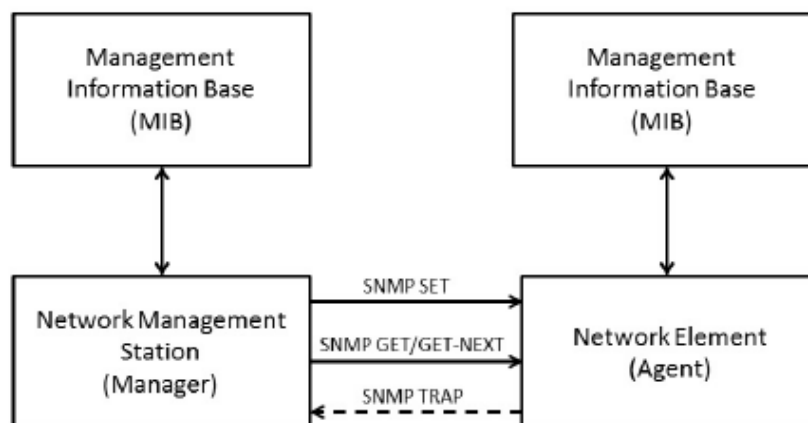 Management
Information Base
(MIB)
Management
Information Base
(MIB)
Network Management
Station
(Manager)
SNMP SET
SNMP GET/GET-NEXT
SNMP TRAP
Network Element
(Agent)